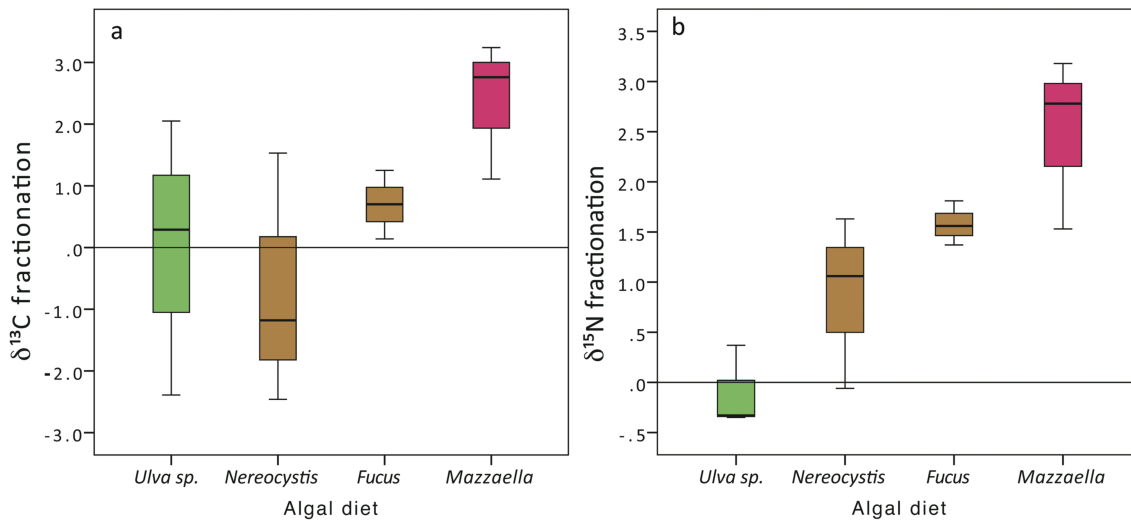 a
3.0
2.0
1.0
.0
-1.0
-2.0
-3.0
δ13C fractionation
Ulva sp. Nereocystis Fucus Mazzaella
Algal diet
b
3.5
3.0
2.5
2.0
1.5
1.0
.5
.0
-.5
δ15N fractionation
Ulva sp. Nereocystis Fucus Mazzaella
Algal diet